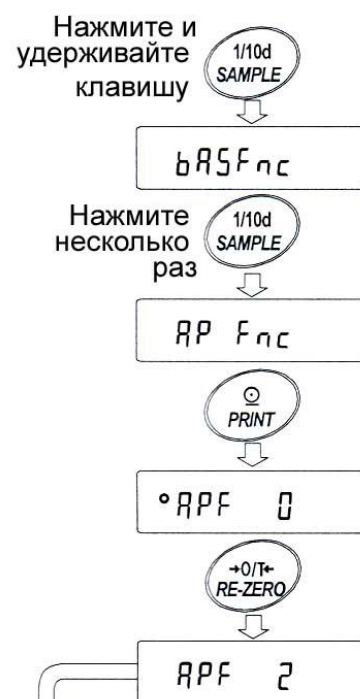 Нажмите и
удерживайте
клавишу
1/10d
SAMPLE
bASFnc
Нажмите
несколько
раз
1/10d
SAMPLE
AP Fnc
PRINT
°APF 0
→0/T←
RE-ZERO
APF 2